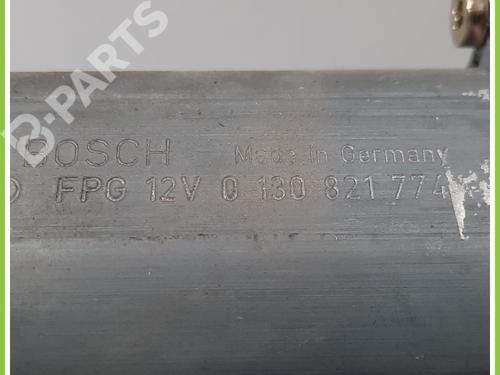 B-PARTS
BOSCH Made in Germany
FPG 12V 0 130 821 774